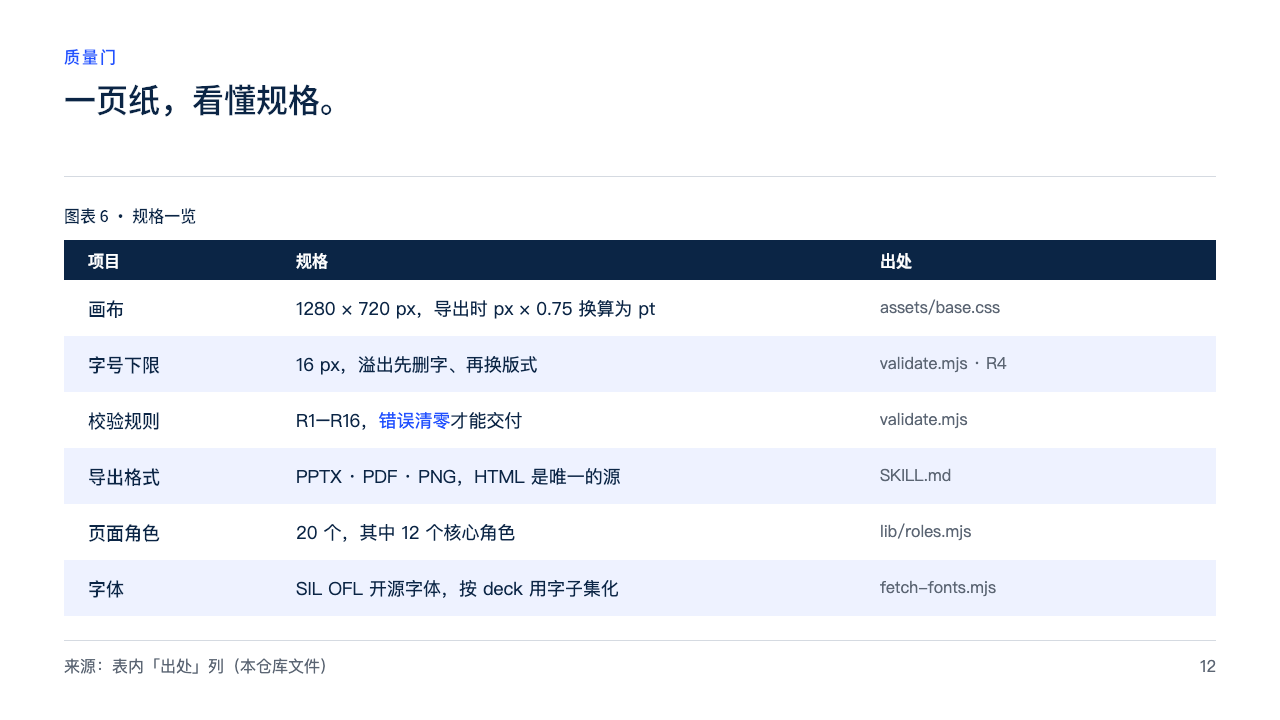 质量门
一页纸，看懂规格。
图表 6 · 规格一览
项目 规格 出处
画布 1280 × 720 px，导出时 px × 0.75 换算为 pt assets/base.css
字号下限 16 px，溢出先删字、再换版式 validate.mjs · R4
校验规则 R1—R16，错误清零才能交付 validate.mjs
导出格式 PPTX · PDF · PNG，HTML 是唯一的源 SKILL.md
页面角色 20 个，其中 12 个核心角色 lib/roles.mjs
字体 SIL OFL 开源字体，按 deck 用字子集化 fetch-fonts.mjs
来源：表内「出处」列（本仓库文件） 12